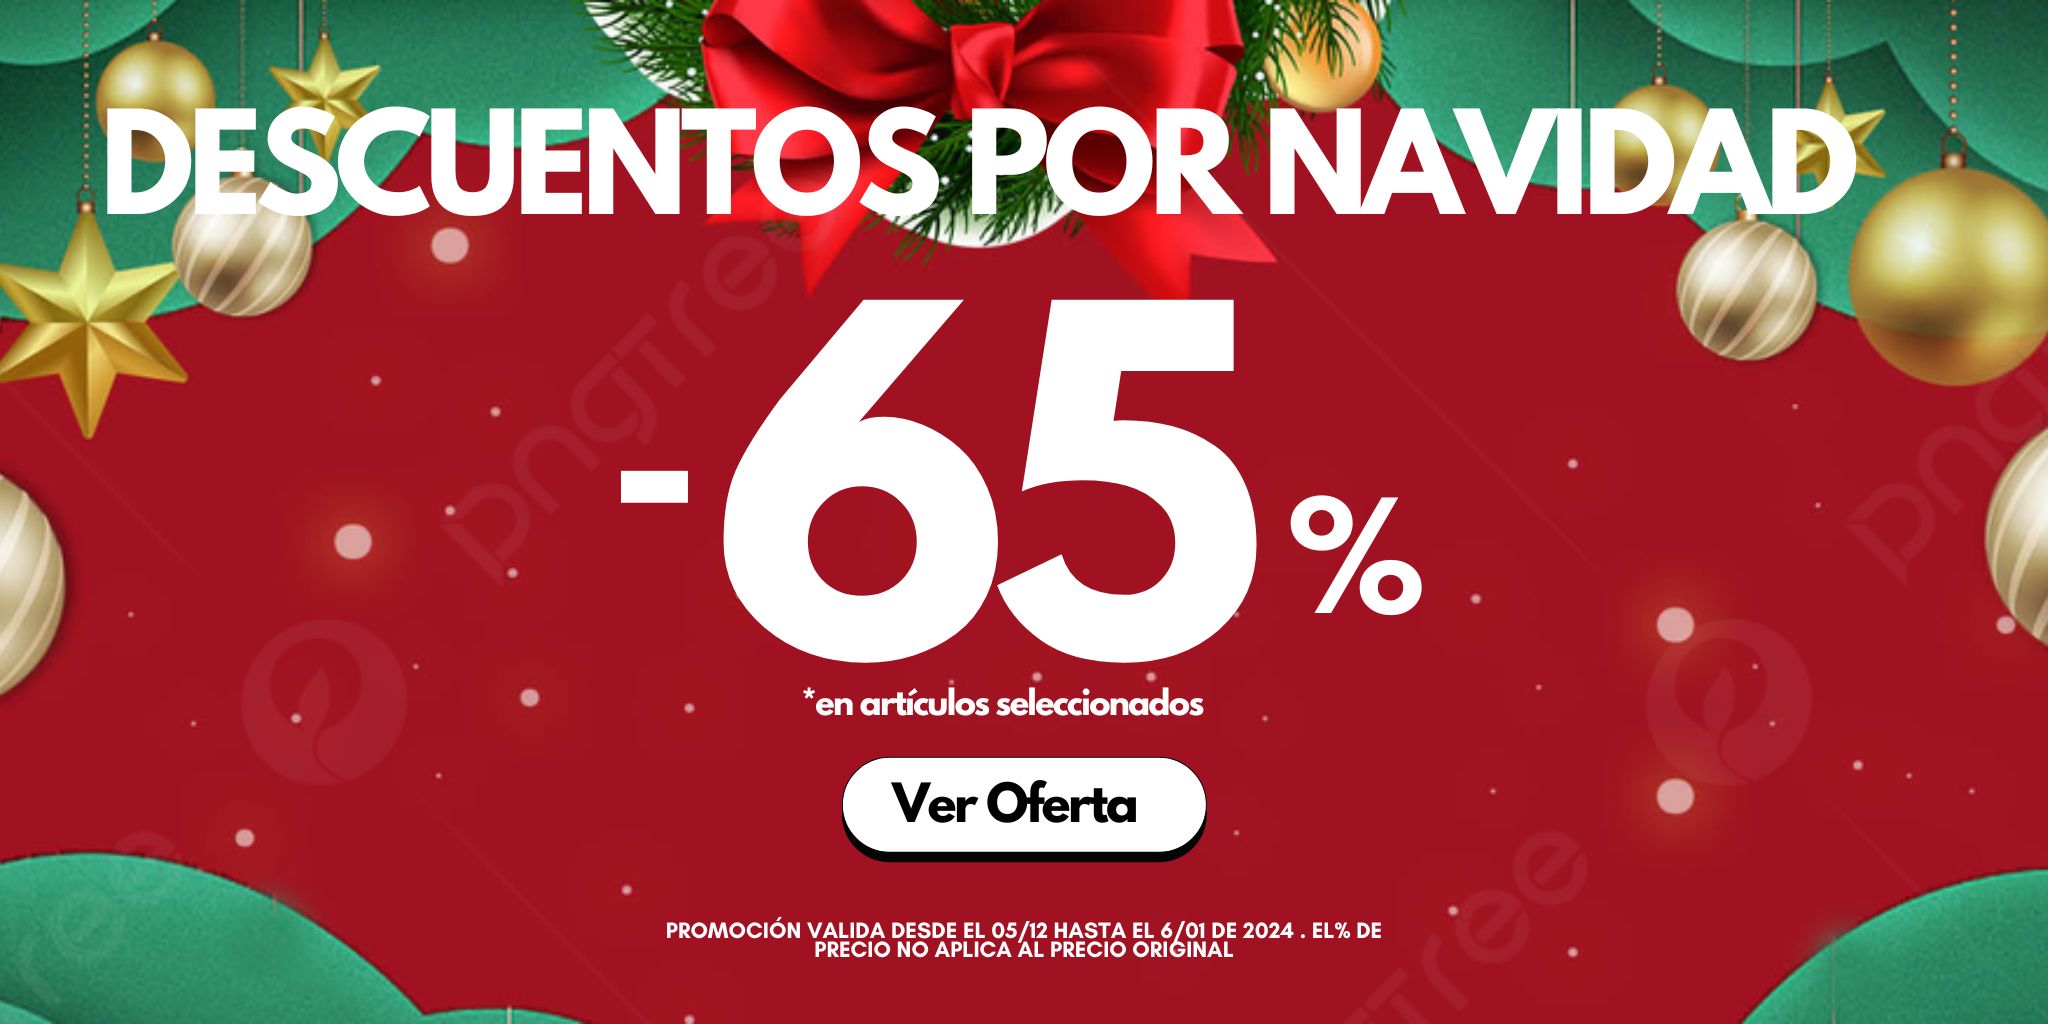 DESCUENTOS POR NAVIDAD
-65%
*en artículos seleccionados
Ver Oferta
PROMOCIÓN VALIDA DESDE EL 05/12 HASTA EL 6/01 DE 2024 . EL% DE
PRECIO NO APLICA AL PRECIO ORIGINAL
pngtree